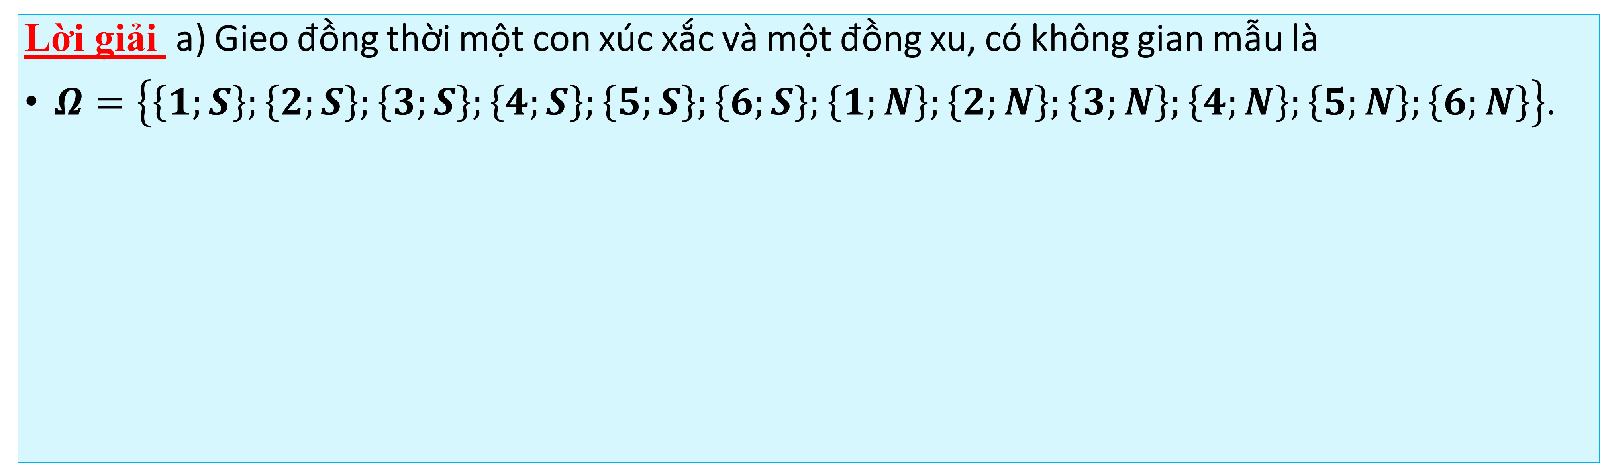 Lời giải a) Gieo đồng thời một con xúc xắc và một đồng xu, có không gian mẫu là
• Ω = {{1; S}; {2; S}; {3; S}; {4; S}; {5; S}; {6; S}; {1; N}; {2; N}; {3; N}; {4; N}; {5; N}; {6; N}}.